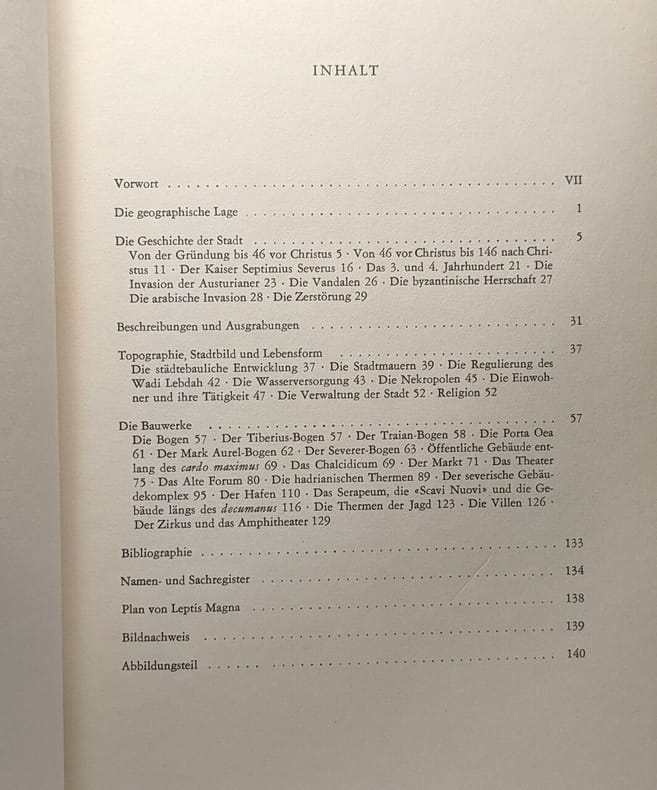 INHALT
Vorwort . . . . . . . . . . . . . . . . . . . . . . . . . . . . . . . . . . . . . . . . VII
Die geographische Lage . . . . . . . . . . . . . . . . . . . . . . . . . . . . . . . . 1
Die Geschichte der Stadt . . . . . . . . . . . . . . . . . . . . . . . . . . . . . . . 5
Von der Gründung bis 46 vor Christus 5 · Von 46 vor Christus bis 146 nach Chri-
stus 11 · Der Kaiser Septimius Severus 16 · Das 3. und 4. Jahrhundert 21 · Die
Invasion der Austurianer 23 · Die Vandalen 26 · Die byzantinische Herrschaft 27
Die arabische Invasion 28 · Die Zerstörung 29
Beschreibungen und Ausgrabungen . . . . . . . . . . . . . . . . . . . . . . . . . 31
Topographie, Stadtbild und Lebensform . . . . . . . . . . . . . . . . . . . . . . 37
Die städtebauliche Entwicklung 37 · Die Stadtmauern 39 · Die Regulierung des
Wadi Lebdah 42 · Die Wasserversorgung 43 · Die Nekropolen 45 · Die Einwoh-
ner und ihre Tätigkeit 47 · Die Verwaltung der Stadt 52 · Religion 52
Die Bauwerke . . . . . . . . . . . . . . . . . . . . . . . . . . . . . . . . . . . 57
Die Bogen 57 · Der Tiberius-Bogen 57 · Der Traian-Bogen 58 · Die Porta Oea
61 · Der Mark Aurel-Bogen 62 · Der Severer-Bogen 63 · Öffentliche Gebäude ent-
lang des cardo maximus 69 · Das Chalcidicum 69 · Der Markt 71 · Das Theater
75 · Das Alte Forum 80 · Die hadrianischen Thermen 89 · Der severische Gebäu-
dekomplex 95 · Der Hafen 110 · Das Serapeum, die «Scavi Nuovi» und die Ge-
bäude längs des decumanus 116 · Die Thermen der Jagd 123 · Die Villen 126 ·
Der Zirkus und das Amphitheater 129
Bibliographie . . . . . . . . . . . . . . . . . . . . . . . . . . . . . . . . . . . . 133
Namen- und Sachregister . . . . . . . . . . . . . . . . . . . . . . . . . . . . . . 134
Plan von Leptis Magna . . . . . . . . . . . . . . . . . . . . . . . . . . . . . . . 138
Bildnachweis . . . . . . . . . . . . . . . . . . . . . . . . . . . . . . . . . . . . 139
Abbildungsteil . . . . . . . . . . . . . . . . . . . . . . . . . . . . . . . . . . . 140